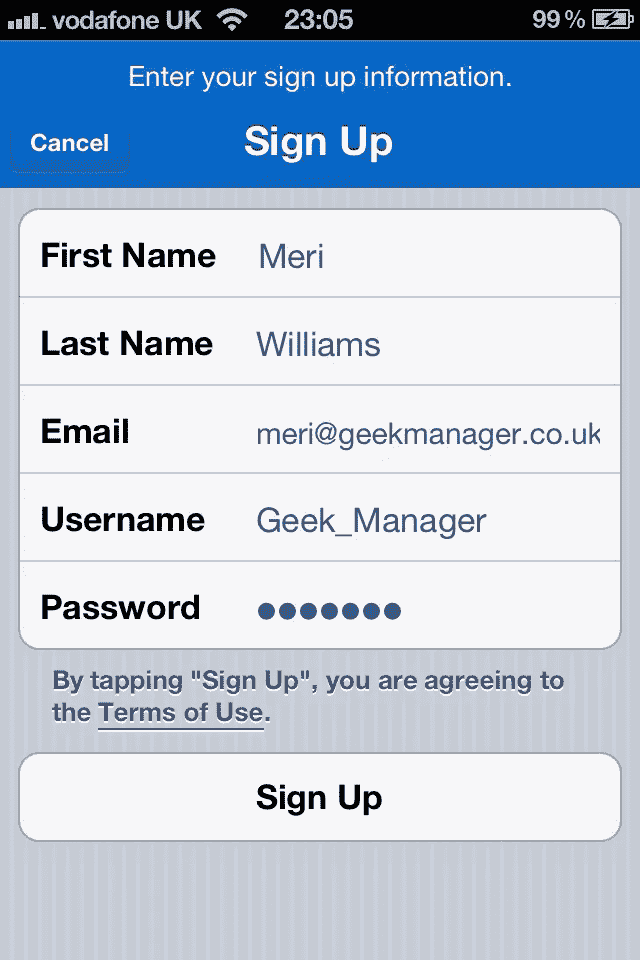 vodafone UK 23:05 99%
Enter your sign up information.
Cancel Sign Up
First Name Meri
Last Name Williams
Email meri@geekmanager.co.uk
Username Geek_Manager
Password ●●●●●●●
By tapping "Sign Up", you are agreeing to
the Terms of Use.
Sign Up